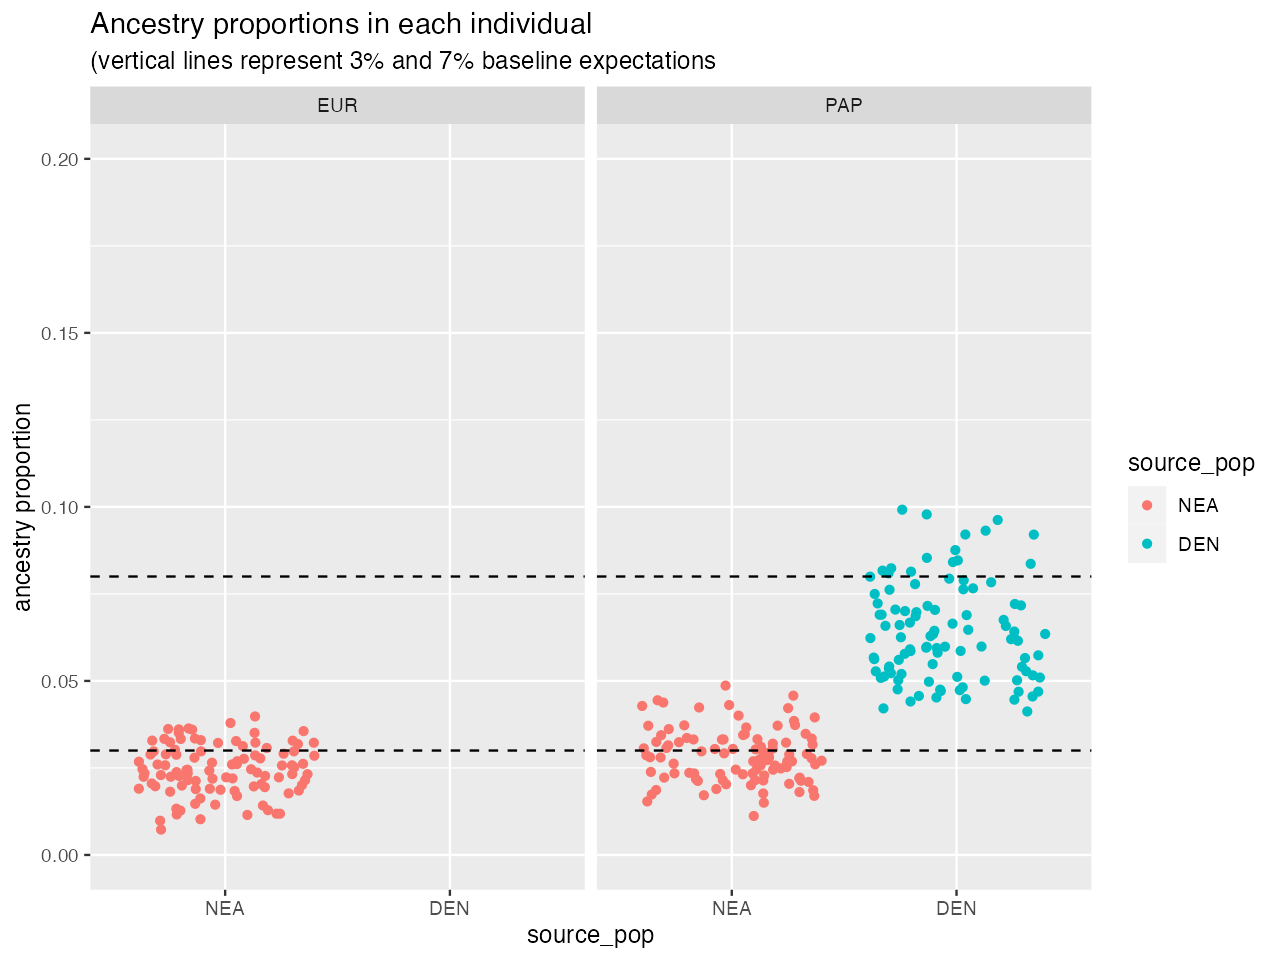 Ancestry proportions in each individual
(vertical lines represent 3% and 7% baseline expectations
EUR
PAP
0.20
0.15
0.10
0.05
0.00
ancestry proportion
NEA
DEN
NEA
DEN
source_pop
source_pop
NEA
DEN